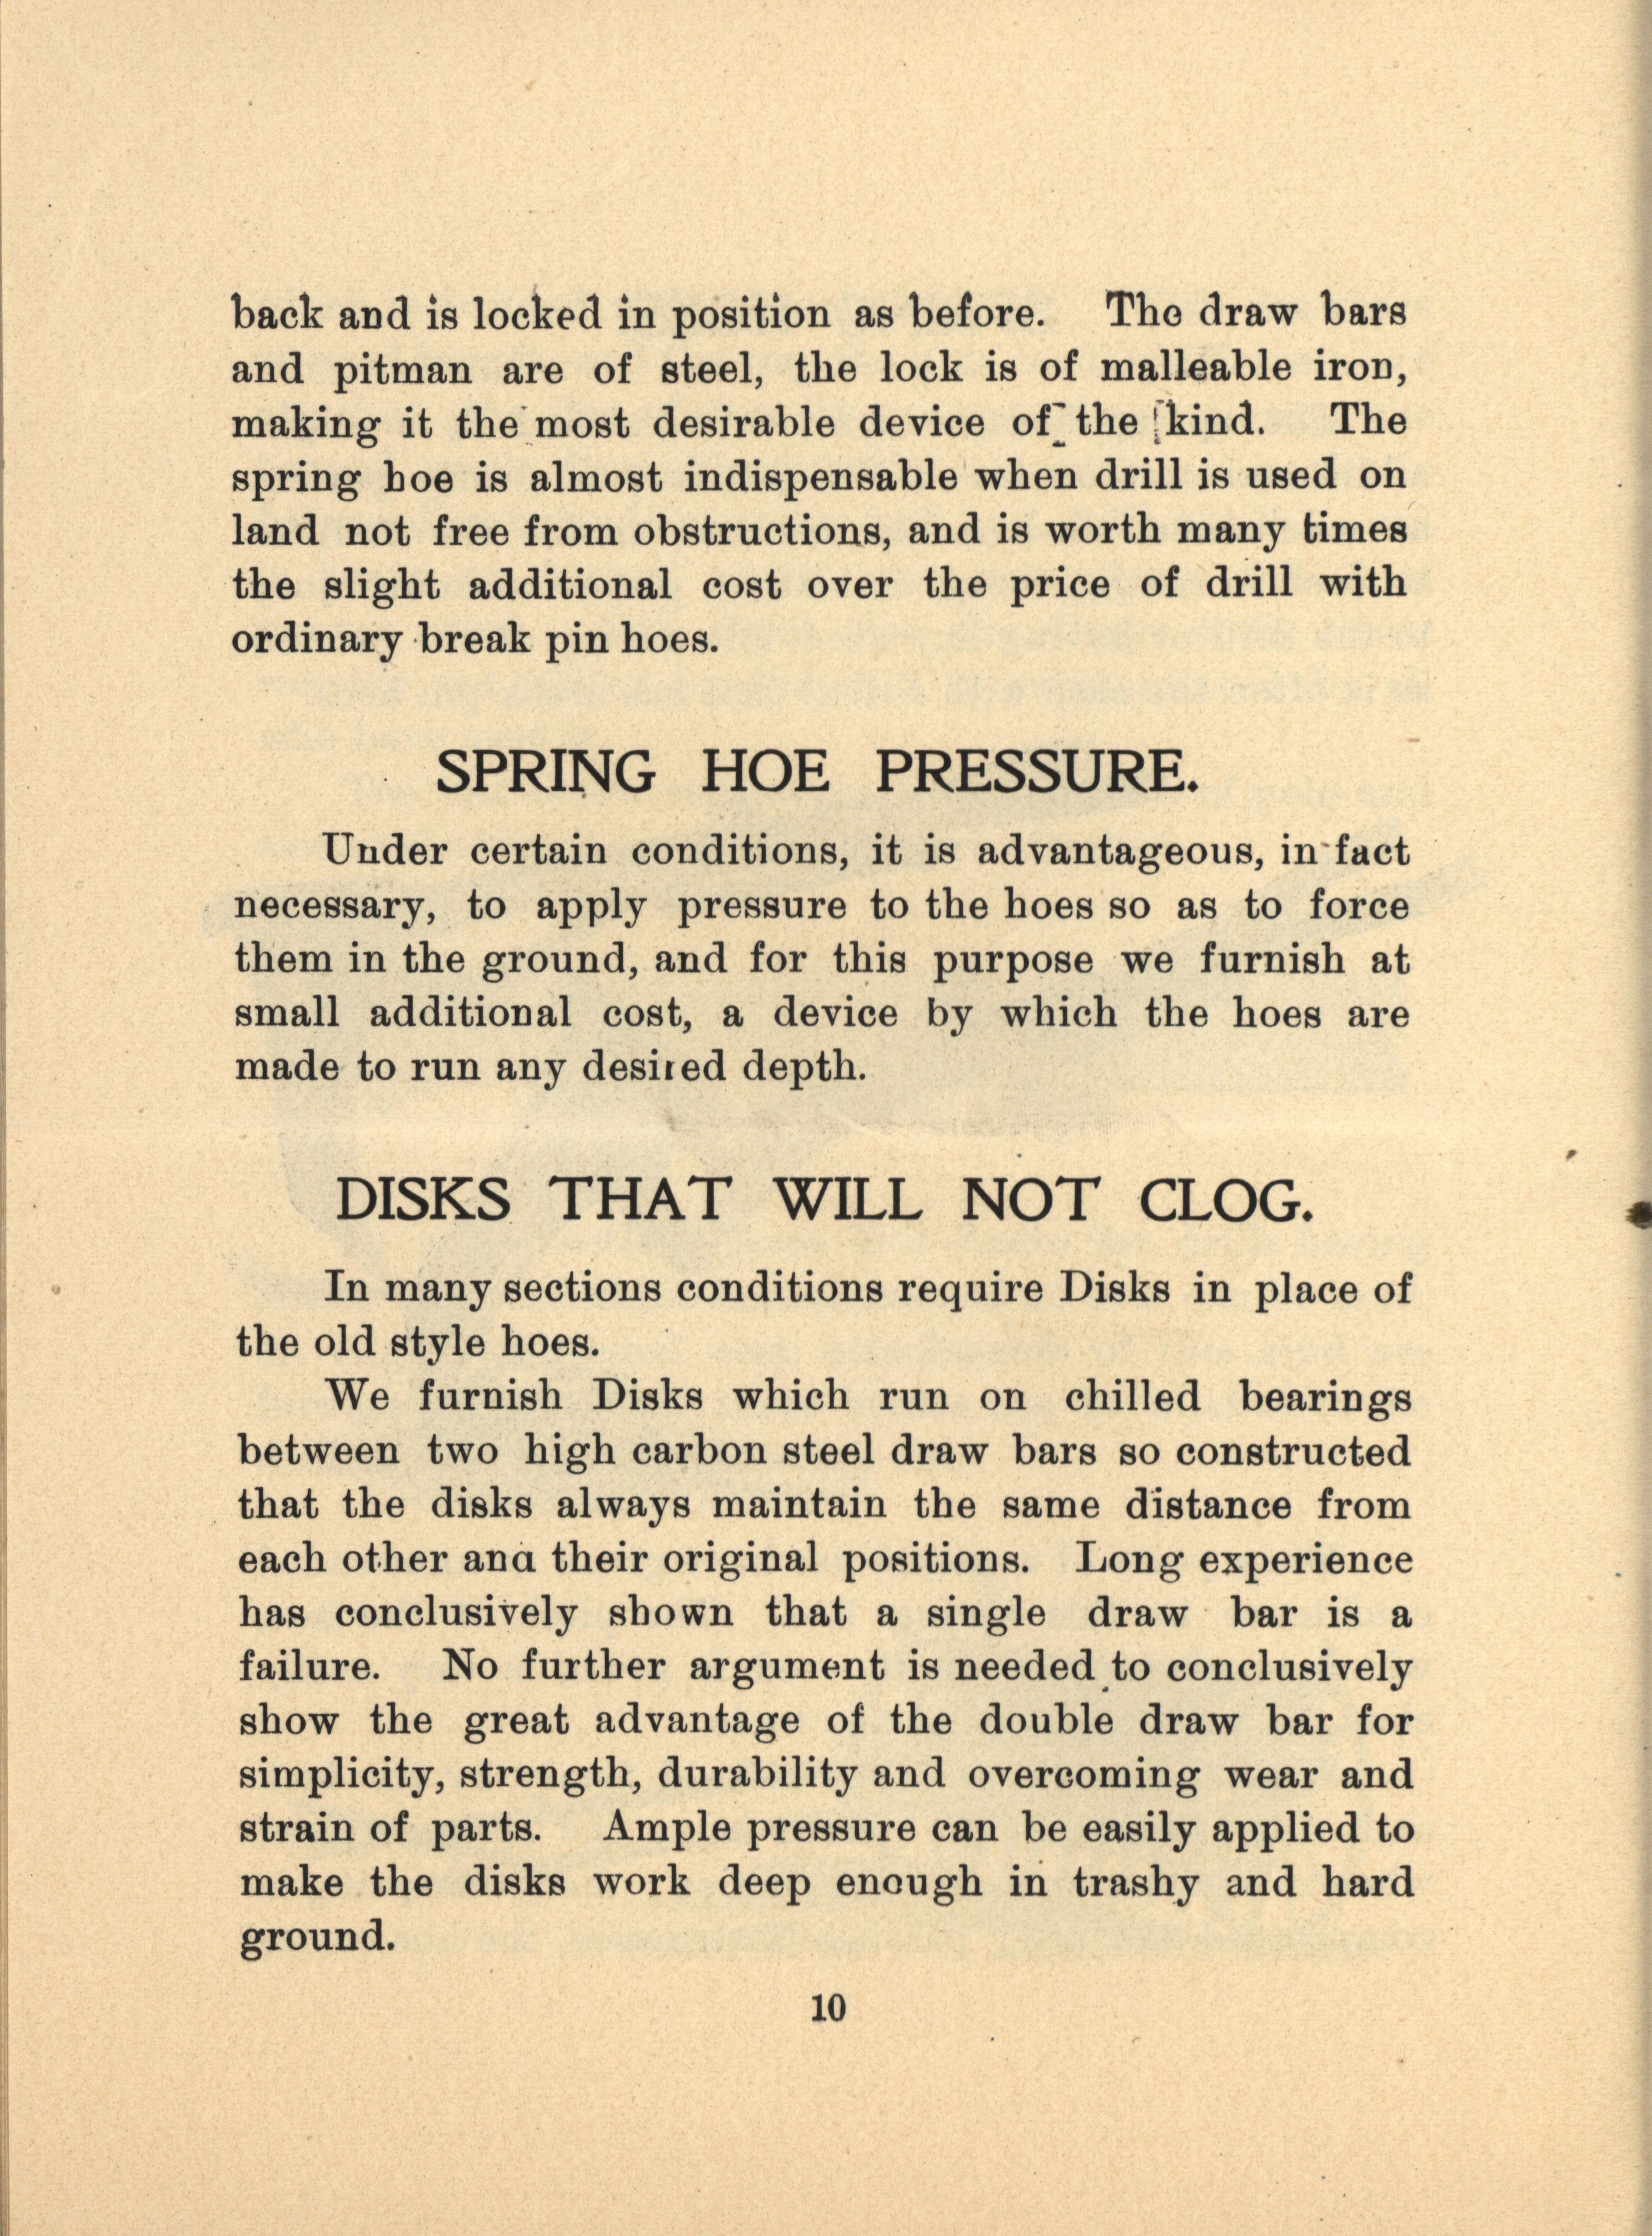 back and is locked in position as before. The draw bars
and pitman are of steel, the lock is of malleable iron,
making it the most desirable device of the kind. The
spring hoe is almost indispensable when drill is used on
land not free from obstructions, and is worth many times
the slight additional cost over the price of drill with
ordinary break pin hoes.
SPRING HOE PRESSURE.
Under certain conditions, it is advantageous, in fact
necessary, to apply pressure to the hoes so as to force
them in the ground, and for this purpose we furnish at
small additional cost, a device by which the hoes are
made to run any desired depth.
DISKS THAT WILL NOT CLOG.
In many sections conditions require Disks in place of
the old style hoes.
We furnish Disks which run on chilled bearings
between two high carbon steel draw bars so constructed
that the disks always maintain the same distance from
each other and their original positions. Long experience
has conclusively shown that a single draw bar is a
failure. No further argument is needed to conclusively
show the great advantage of the double draw bar for
simplicity, strength, durability and overcoming wear and
strain of parts. Ample pressure can be easily applied to
make the disks work deep enough in trashy and hard
ground.
10